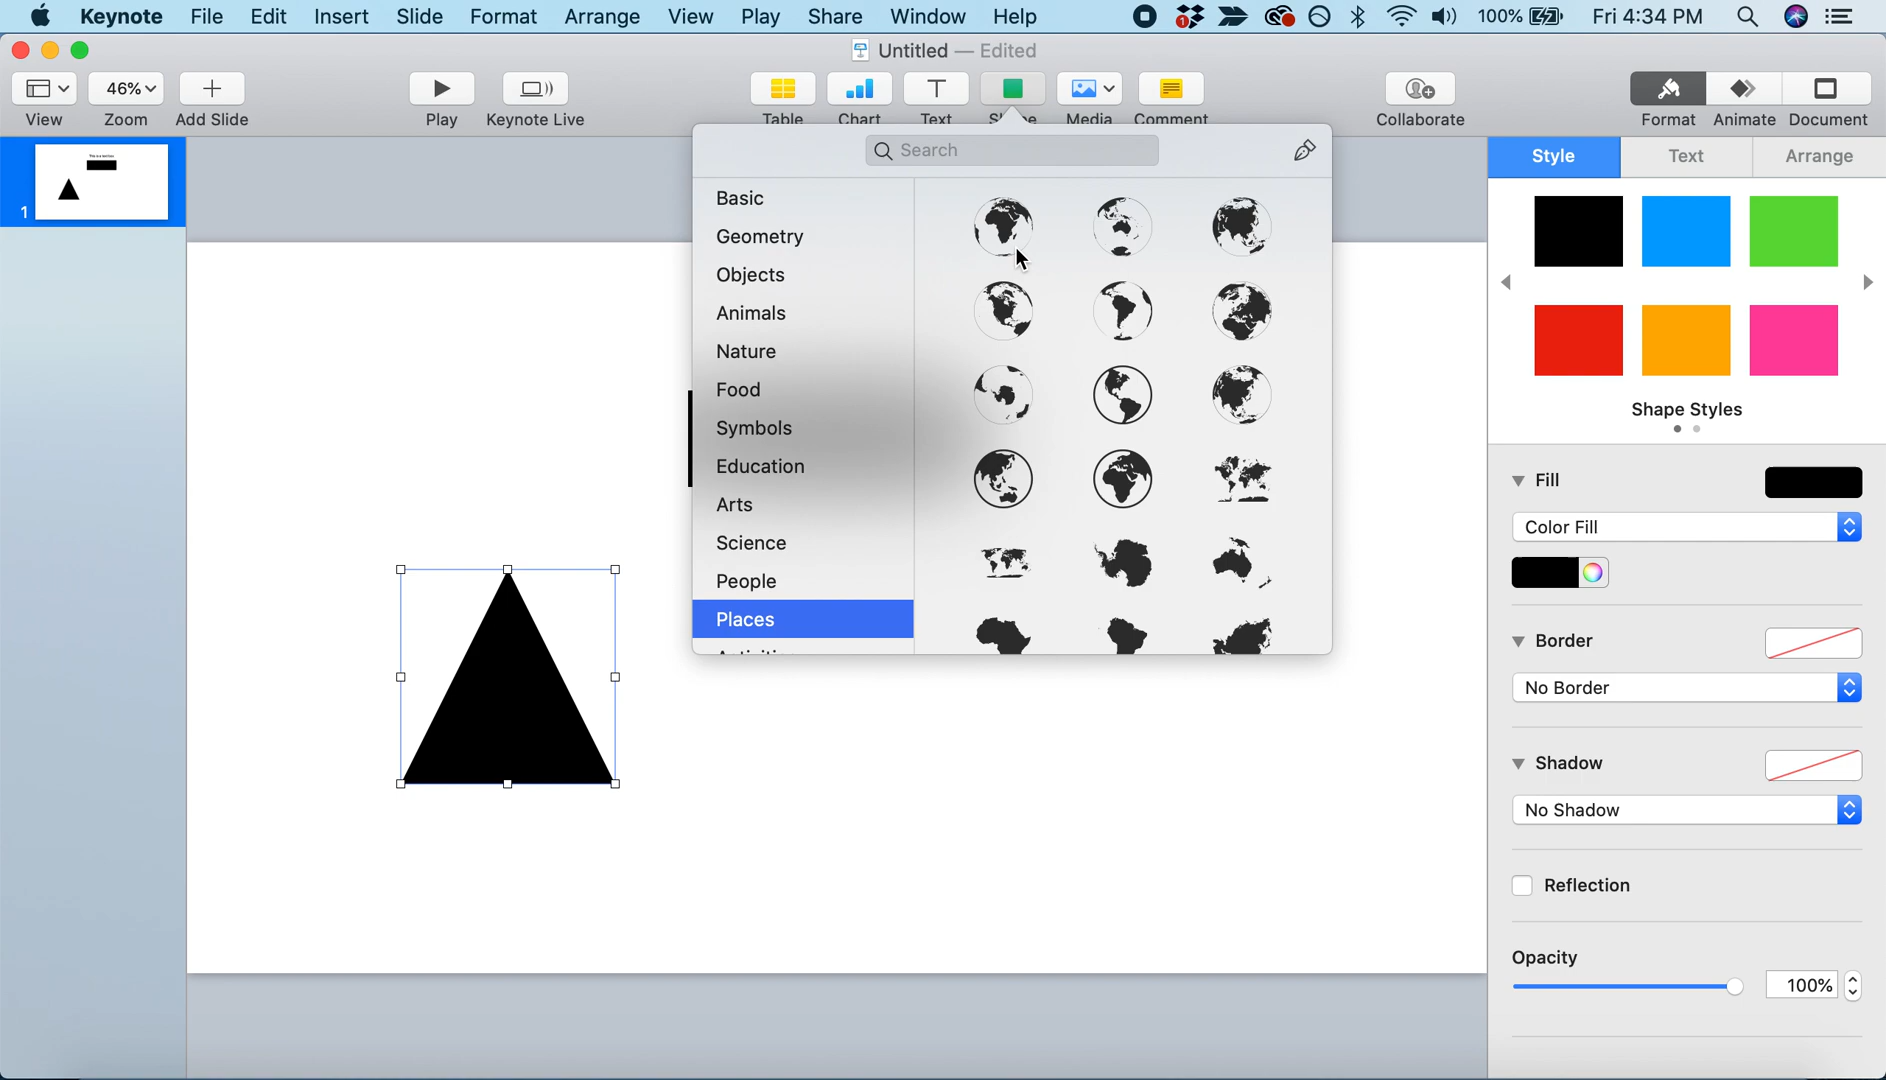 Keynote File Edit Insert Slide Format Arrange View Play Share Window Help 1 100% Fri 4:34 PM
Untitled — Edited
46%
View Zoom Add Slide Play Keynote Live Table Chart Text Shape Media Comment Collaborate Format Animate Document
Search
Style Text Arrange
1
Basic
Geometry
Objects
Animals
Nature
Food
Symbols
Education
Arts
Science
People
Places
Shape Styles
Fill
Color Fill
Border
No Border
Shadow
No Shadow
Reflection
Opacity
100%